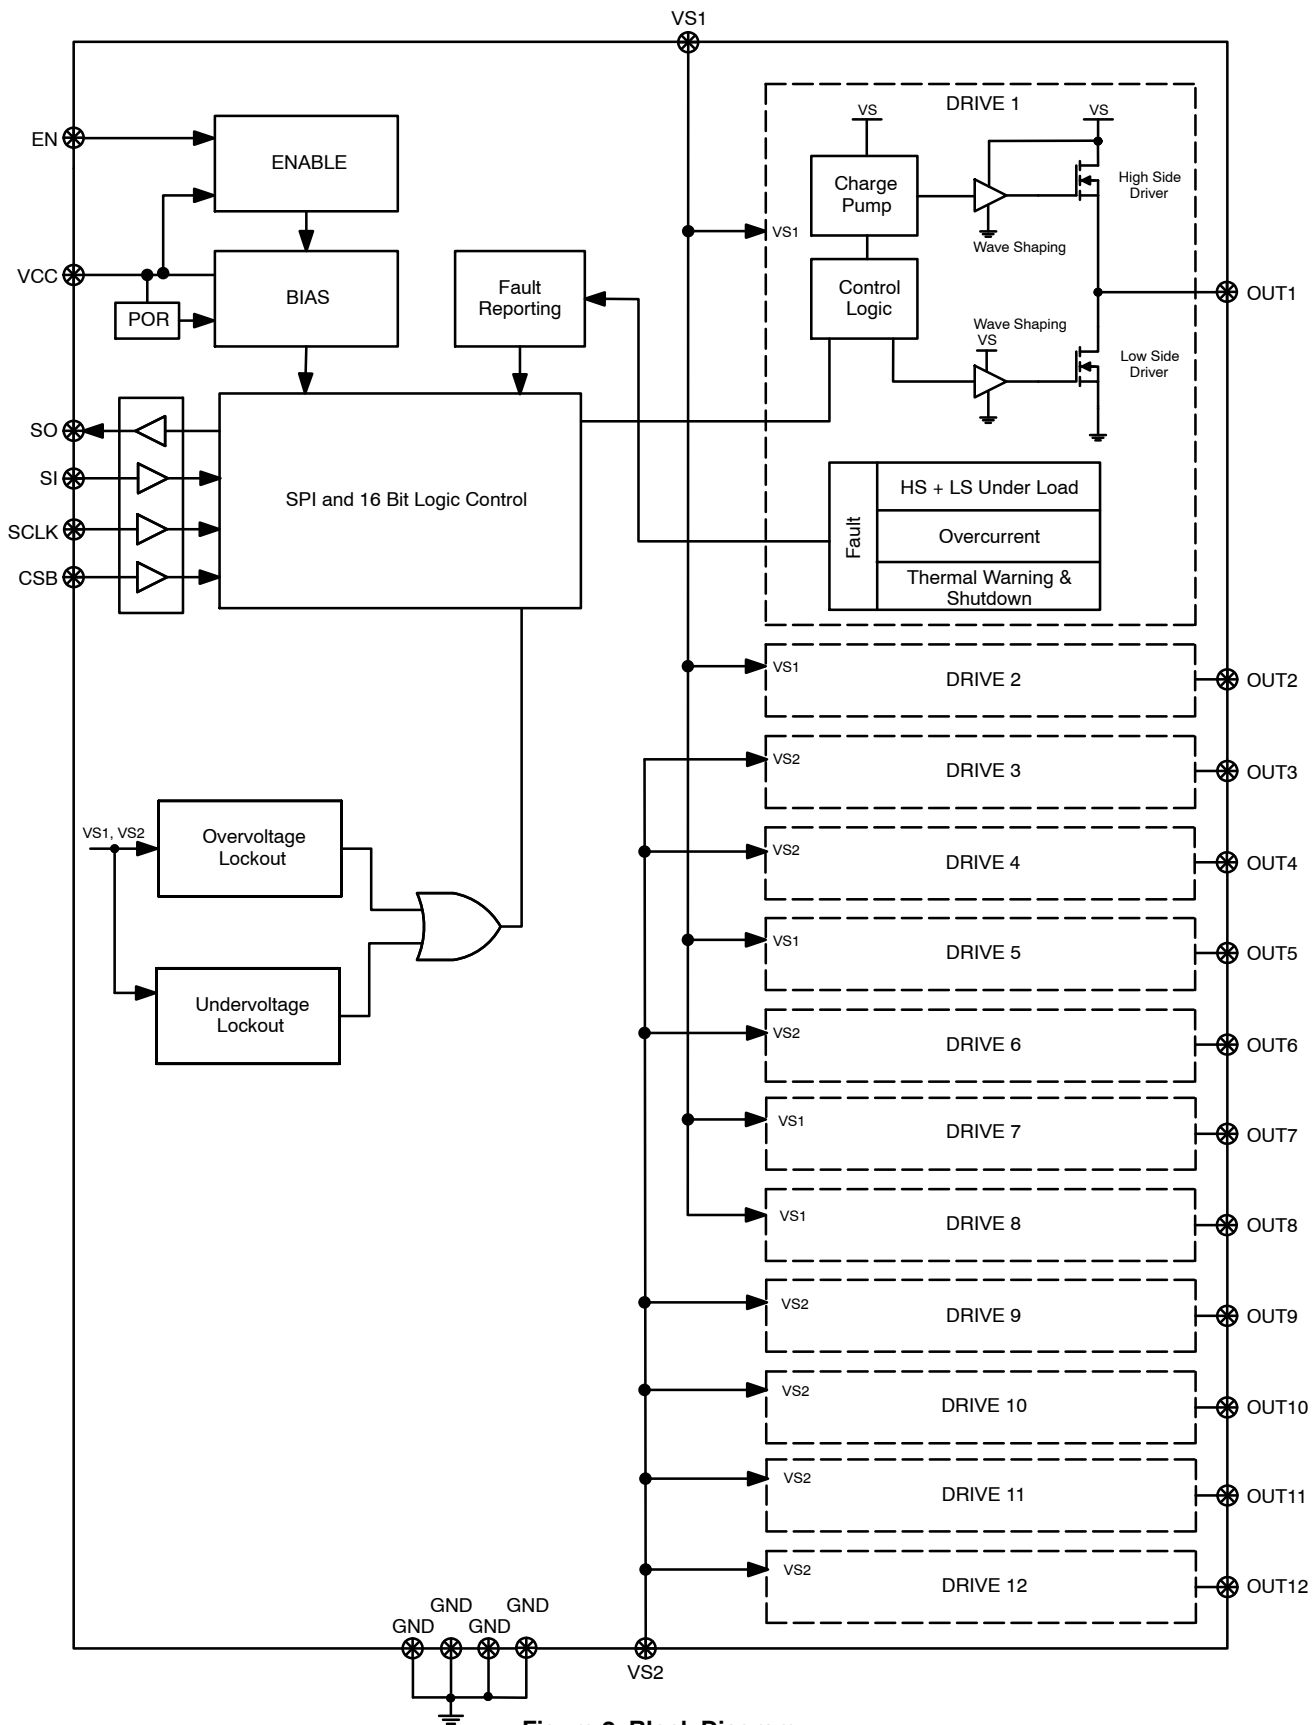 VS1
EN
ENABLE
VCC
BIAS
POR
Fault
Reporting
SO
SI
SCLK
CSB
SPI and 16 Bit Logic Control
VS1, VS2
Overvoltage
Lockout
Undervoltage
Lockout
DRIVE 1
VS
VS
Charge
Pump
High Side
Driver
VS1
Wave Shaping
Control
Logic
OUT1
Wave Shaping
VS
Low Side
Driver
Fault
HS + LS Under Load
Overcurrent
Thermal Warning &
Shutdown
VS1
DRIVE 2
OUT2
VS2
DRIVE 3
OUT3
VS2
DRIVE 4
OUT4
VS1
DRIVE 5
OUT5
VS2
DRIVE 6
OUT6
VS1
DRIVE 7
OUT7
VS1
DRIVE 8
OUT8
VS2
DRIVE 9
OUT9
VS2
DRIVE 10
OUT10
VS2
DRIVE 11
OUT11
VS2
DRIVE 12
OUT12
GND
GND
GND
GND
VS2
Block Diagram